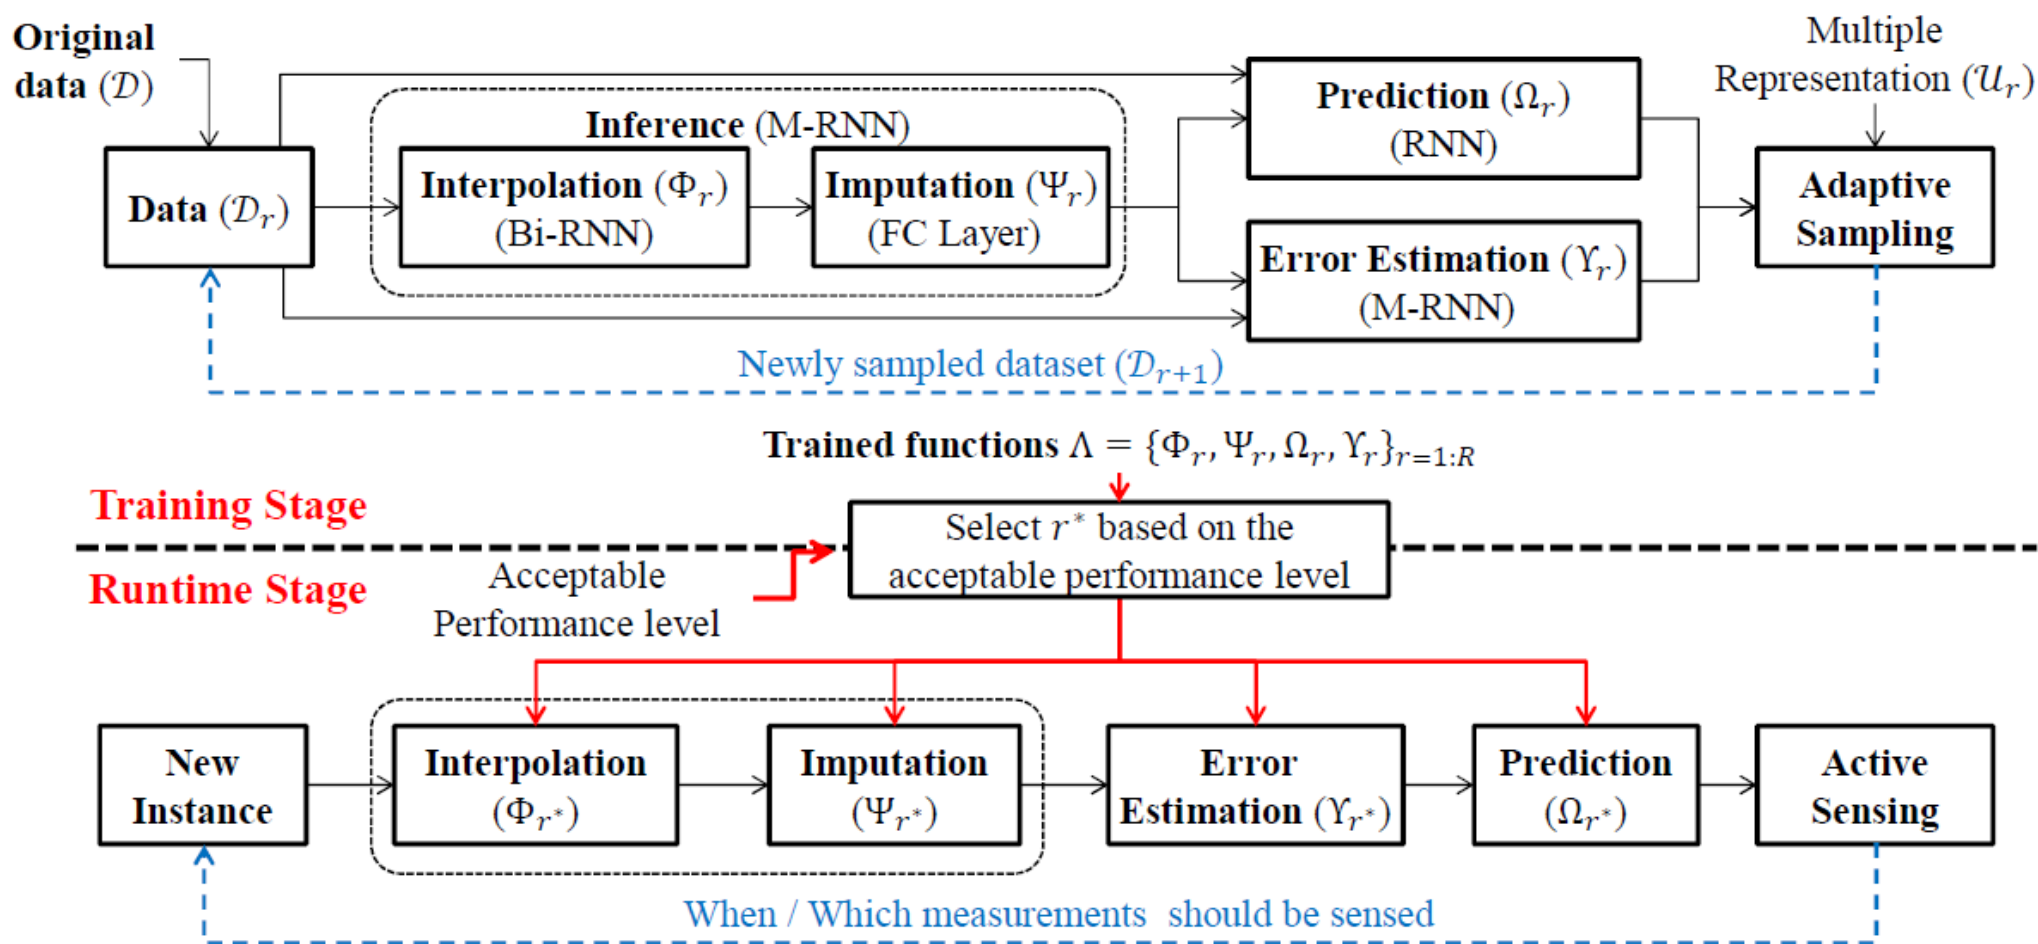 Original
data (𝒟)
Multiple
Representation (𝒰ᵣ)
Inference (M-RNN)
Data (𝒟ᵣ)
Interpolation (Φᵣ)
(Bi-RNN)
Imputation (Ψᵣ)
(FC Layer)
Prediction (Ωᵣ)
(RNN)
Error Estimation (ϒᵣ)
(M-RNN)
Adaptive
Sampling
Newly sampled dataset (𝒟ᵣ₊₁)
Trained functions Λ = {Φᵣ, Ψᵣ, Ωᵣ, ϒᵣ}ᵣ₌₁:R
Training Stage
Select r* based on the
acceptable performance level
Runtime Stage
Acceptable
Performance level
New
Instance
Interpolation
(Φᵣ*)
Imputation
(Ψᵣ*)
Error
Estimation (ϒᵣ*)
Prediction
(Ωᵣ*)
Active
Sensing
When / Which measurements should be sensed